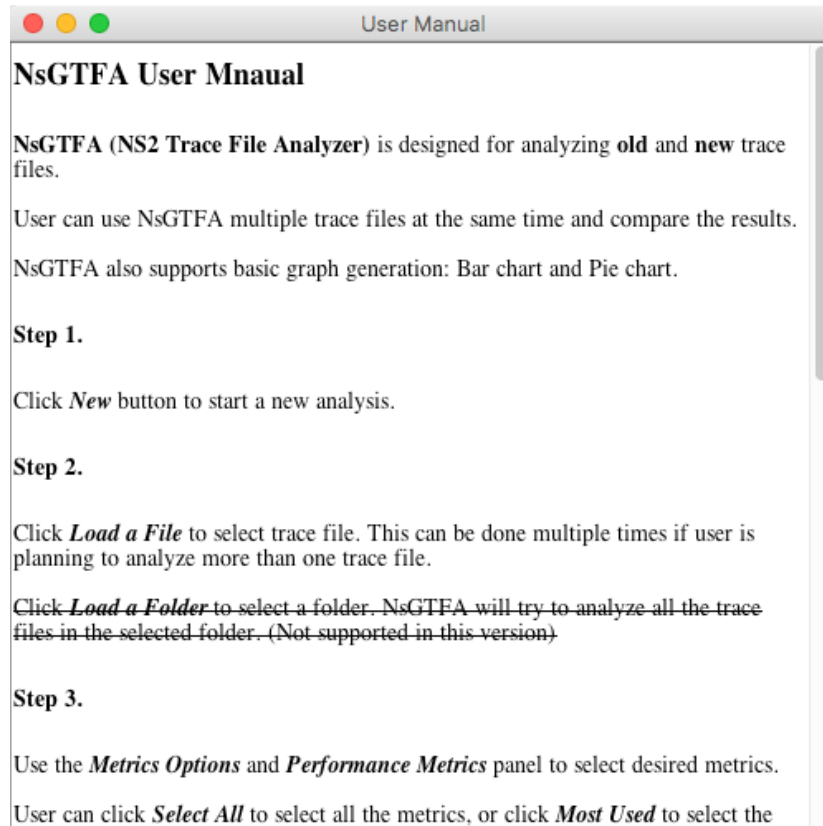 User Manual
NsGTFA User Mnaual
NsGTFA (NS2 Trace File Analyzer) is designed for analyzing old and new trace
files.
User can use NsGTFA multiple trace files at the same time and compare the results.
NsGTFA also supports basic graph generation: Bar chart and Pie chart.
Step 1.
Click New button to start a new analysis.
Step 2.
Click Load a File to select trace file. This can be done multiple times if user is
planning to analyze more than one trace file.
Click Load a Folder to select a folder. NsGTFA will try to analyze all the trace
files in the selected folder. (Not supported in this version)
Step 3.
Use the Metrics Options and Performance Metrics panel to select desired metrics.
User can click Select All to select all the metrics, or click Most Used to select the